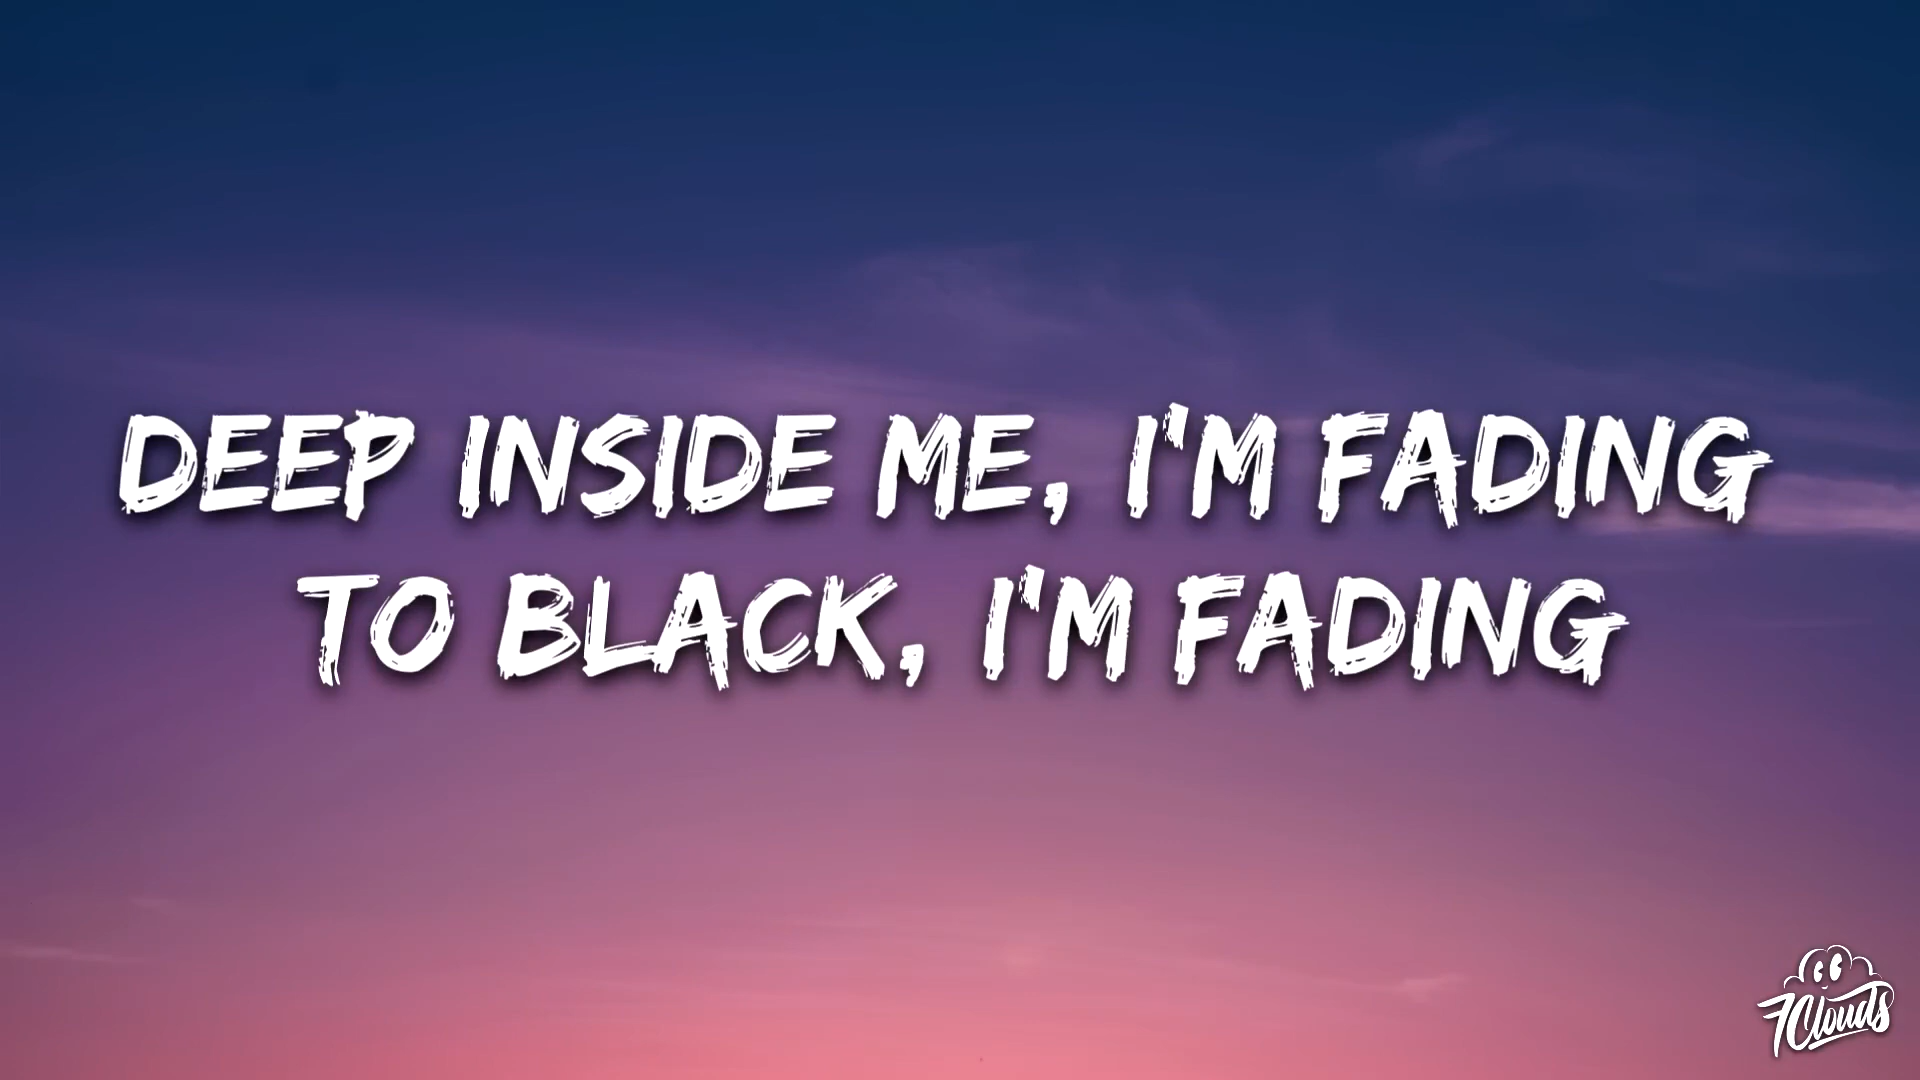 DEEP INSIDE ME, I'M FADING
TO BLACK, I'M FADING
7Clouds